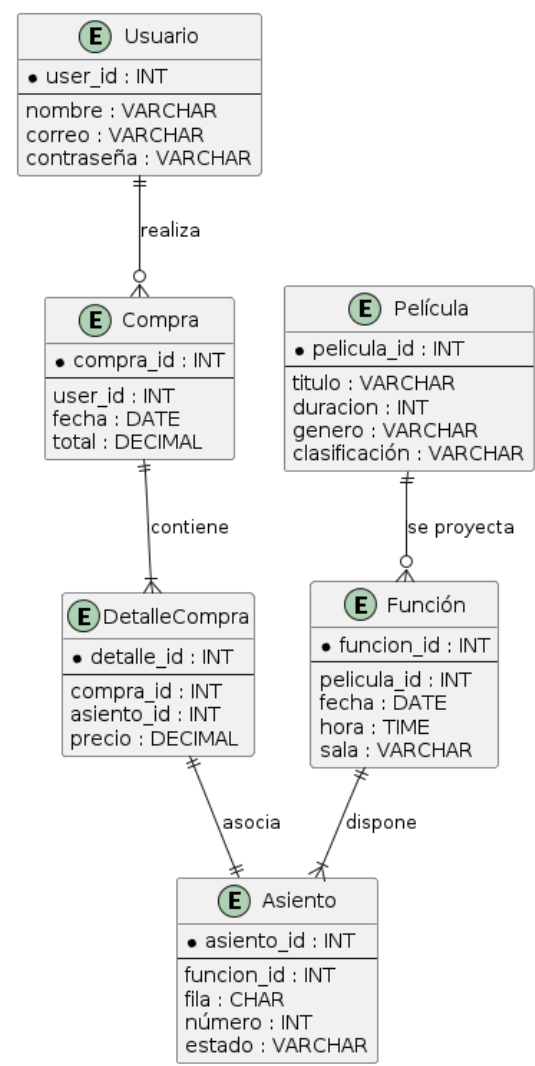 E Usuario
user_id : INT
nombre : VARCHAR
correo : VARCHAR
contraseña : VARCHAR
realiza
E Compra
compra_id : INT
user_id : INT
fecha : DATE
total : DECIMAL
E Película
pelicula_id : INT
titulo : VARCHAR
duracion : INT
genero : VARCHAR
clasificación : VARCHAR
contiene
se proyecta
E DetalleCompra
detalle_id : INT
compra_id : INT
asiento_id : INT
precio : DECIMAL
E Función
funcion_id : INT
pelicula_id : INT
fecha : DATE
hora : TIME
sala : VARCHAR
asocia
dispone
E Asiento
asiento_id : INT
funcion_id : INT
fila : CHAR
número : INT
estado : VARCHAR